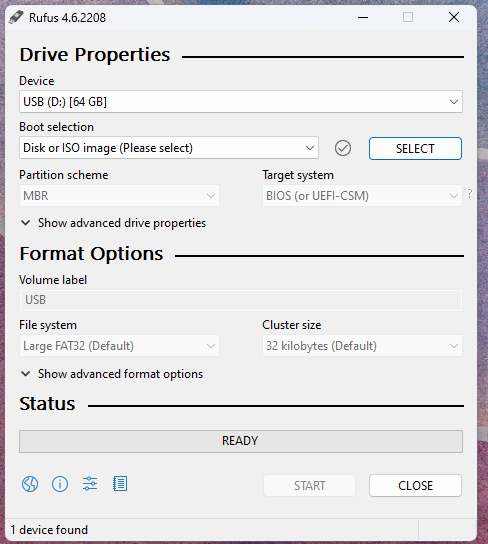 Rufus 4.6.2208
Drive Properties
Device
USB (D:) [64 GB]
Boot selection
Disk or ISO image (Please select)
SELECT
Partition scheme
Target system
MBR
BIOS (or UEFI-CSM)
?
Show advanced drive properties
Format Options
Volume label
USB
File system
Cluster size
Large FAT32 (Default)
32 kilobytes (Default)
Show advanced format options
Status
READY
START
CLOSE
1 device found